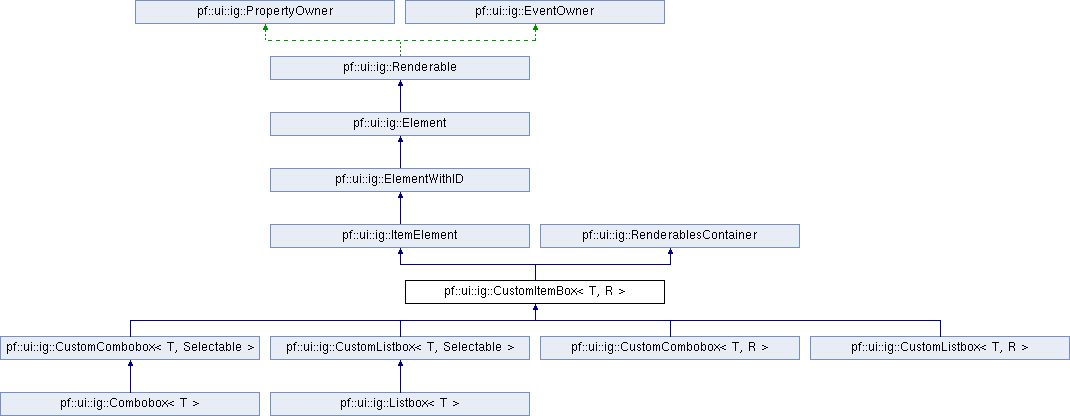 pf::ui::ig::PropertyOwner
pf::ui::ig::EventOwner
pf::ui::ig::Renderable
pf::ui::ig::Element
pf::ui::ig::ElementWithID
pf::ui::ig::ItemElement
pf::ui::ig::RenderablesContainer
pf::ui::ig::CustomItemBox< T, R >
pf::ui::ig::CustomCombobox< T, Selectable >
pf::ui::ig::CustomListbox< T, Selectable >
pf::ui::ig::CustomCombobox< T, R >
pf::ui::ig::CustomListbox< T, R >
pf::ui::ig::Combobox< T >
pf::ui::ig::Listbox< T >